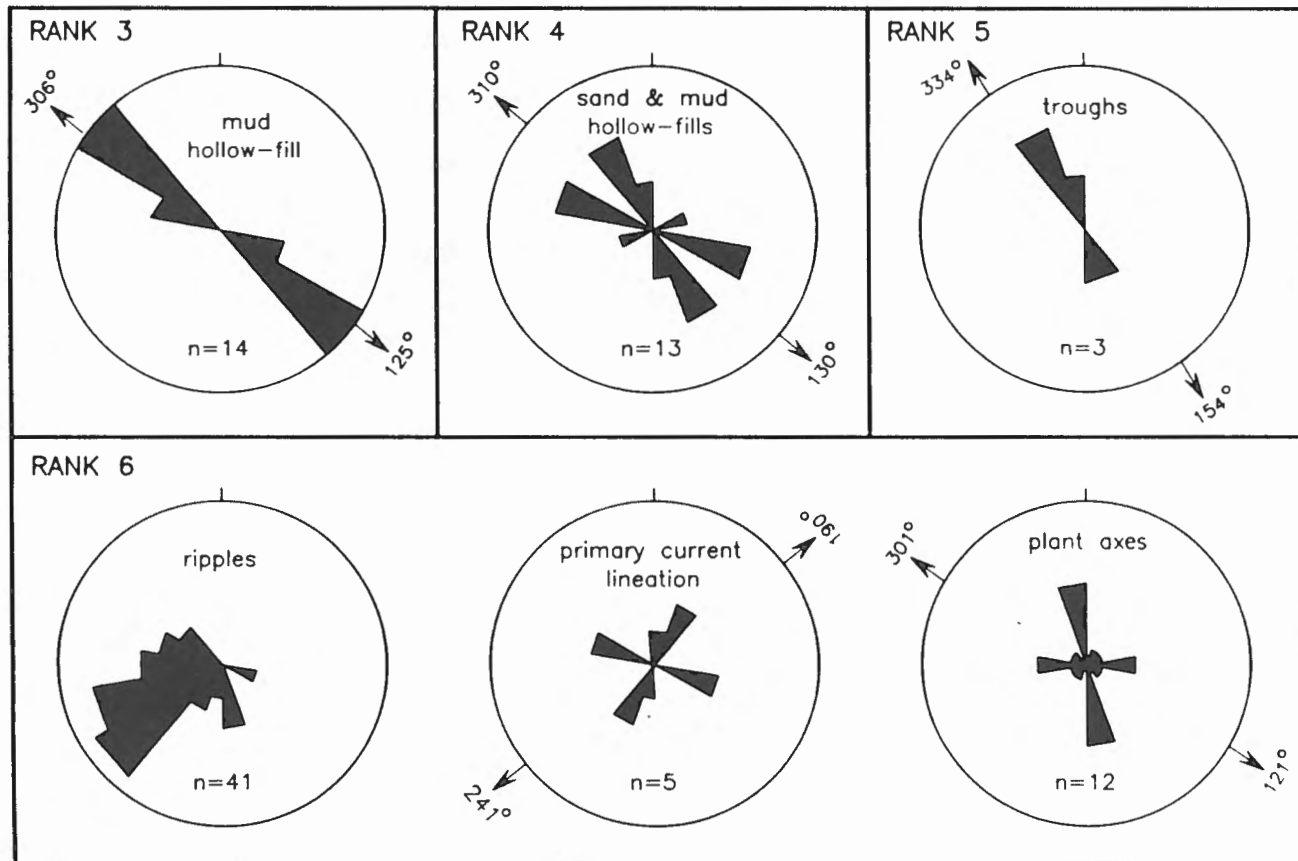 RANK 3
306°
mud
hollow-fill
n=14
125°
RANK 4
310°
sand & mud
hollow-fills
n=13
130°
RANK 5
334°
troughs
n=3
154°
RANK 6
ripples
n=41
061°
primary current
lineation
n=5
241°
301°
plant axes
n=12
121°